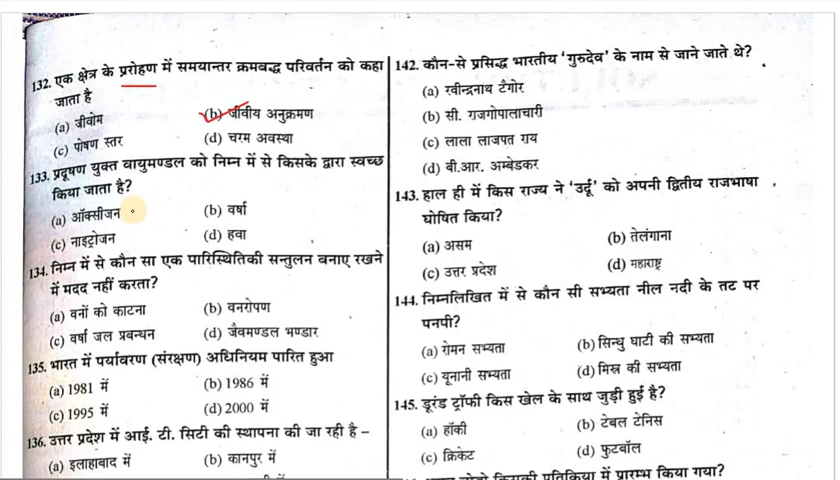 132. एक क्षेत्र के प्ररोहण में समयान्तर क्रमबद्ध परिवर्तन को कहा
जाता है
(a) जीवोम (b) जीवीय अनुक्रमण
(c) पोषण स्तर (d) चरम अवस्था
133. प्रदूषण युक्त वायुमण्डल को निम्न में से किसके द्वारा स्वच्छ
किया जाता है?
(a) ऑक्सीजन (b) वर्षा
(c) नाइट्रोजन (d) हवा
134. निम्न में से कौन सा एक पारिस्थितिकी सन्तुलन बनाए रखने
में मदद नहीं करता?
(a) वनों को काटना (b) वनरोपण
(c) वर्षा जल प्रबन्धन (d) जैवमण्डल भण्डार
135. भारत में पर्यावरण (संरक्षण) अधिनियम पारित हुआ
(a) 1981 में (b) 1986 में
(c) 1995 में (d) 2000 में
136. उत्तर प्रदेश में आई. टी. सिटी की स्थापना की जा रही है –
(a) इलाहाबाद में (b) कानपुर में
142. कौन-से प्रसिद्ध भारतीय 'गुरुदेव' के नाम से जाने जाते थे?
(a) रवीन्द्रनाथ टैगोर
(b) सी. राजगोपालाचारी
(c) लाला लाजपत राय
(d) बी.आर. अम्बेडकर
143. हाल ही में किस राज्य ने 'उर्दू' को अपनी द्वितीय राजभाषा
घोषित किया?
(a) असम (b) तेलंगाना
(c) उत्तर प्रदेश (d) महाराष्ट्र
144. निम्नलिखित में से कौन सी सभ्यता नील नदी के तट पर
पनपी?
(a) रोमन सभ्यता (b) सिन्धु घाटी की सभ्यता
(c) यूनानी सभ्यता (d) मिस्र की सभ्यता
145. डूरंड ट्रॉफी किस खेल के साथ जुड़ी हुई है?
(a) हॉकी (b) टेबल टेनिस
(c) क्रिकेट (d) फुटबॉल
किसकी प्रतिक्रिया में प्रारम्भ किया गया?